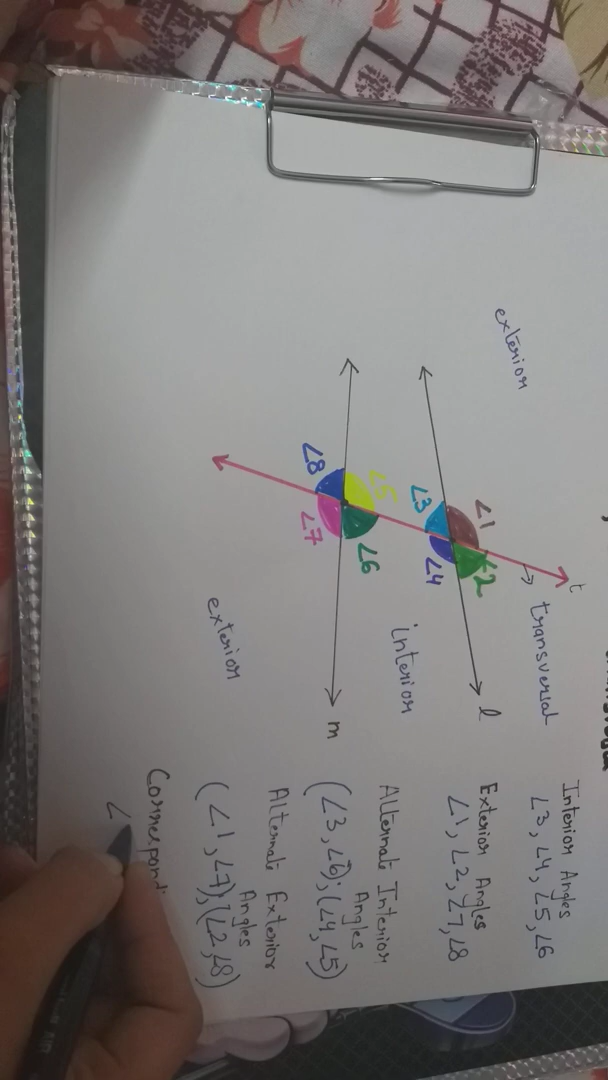 t
transversal
exterior
∠1
∠2
l
∠3
∠4
interior
∠5
∠6
m
∠8
∠7
exterior
Interior Angles
∠3, ∠4, ∠5, ∠6
Exterior Angles
∠1, ∠2, ∠7, ∠8
Alternate Interior
Angles
(∠3, ∠6); (∠4, ∠5)
Alternate Exterior
Angles
(∠1, ∠7); (∠2, ∠8)
Correspondi
∠